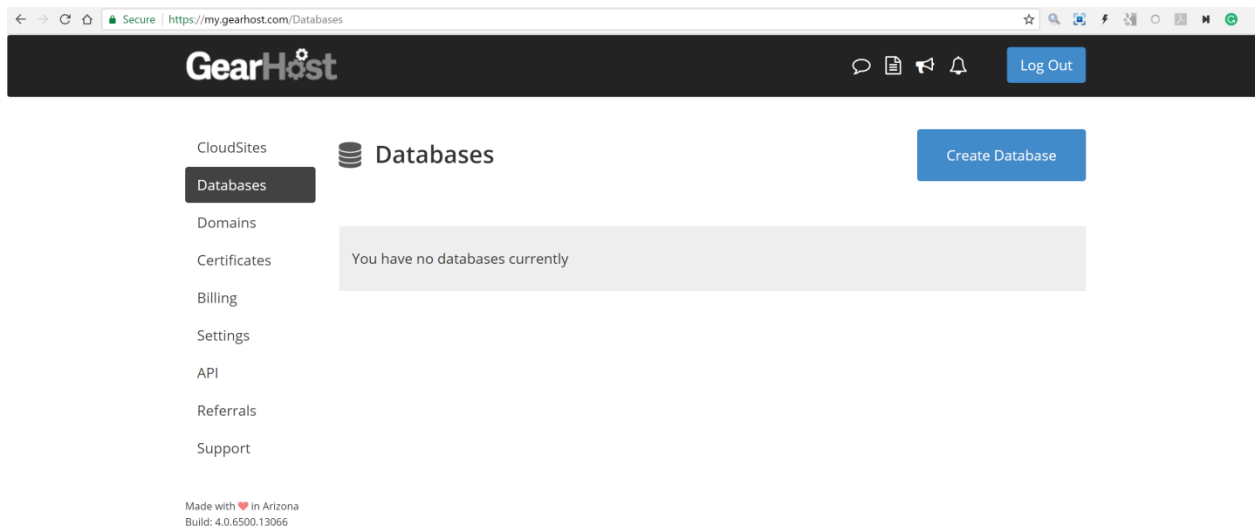 Secure https://my.gearhost.com/Databases
GearHost
Log Out
CloudSites
Databases
Domains
Certificates
Billing
Settings
API
Referrals
Support
Databases
Create Database
You have no databases currently
Made with ❤ in Arizona
Build: 4.0.6500.13066